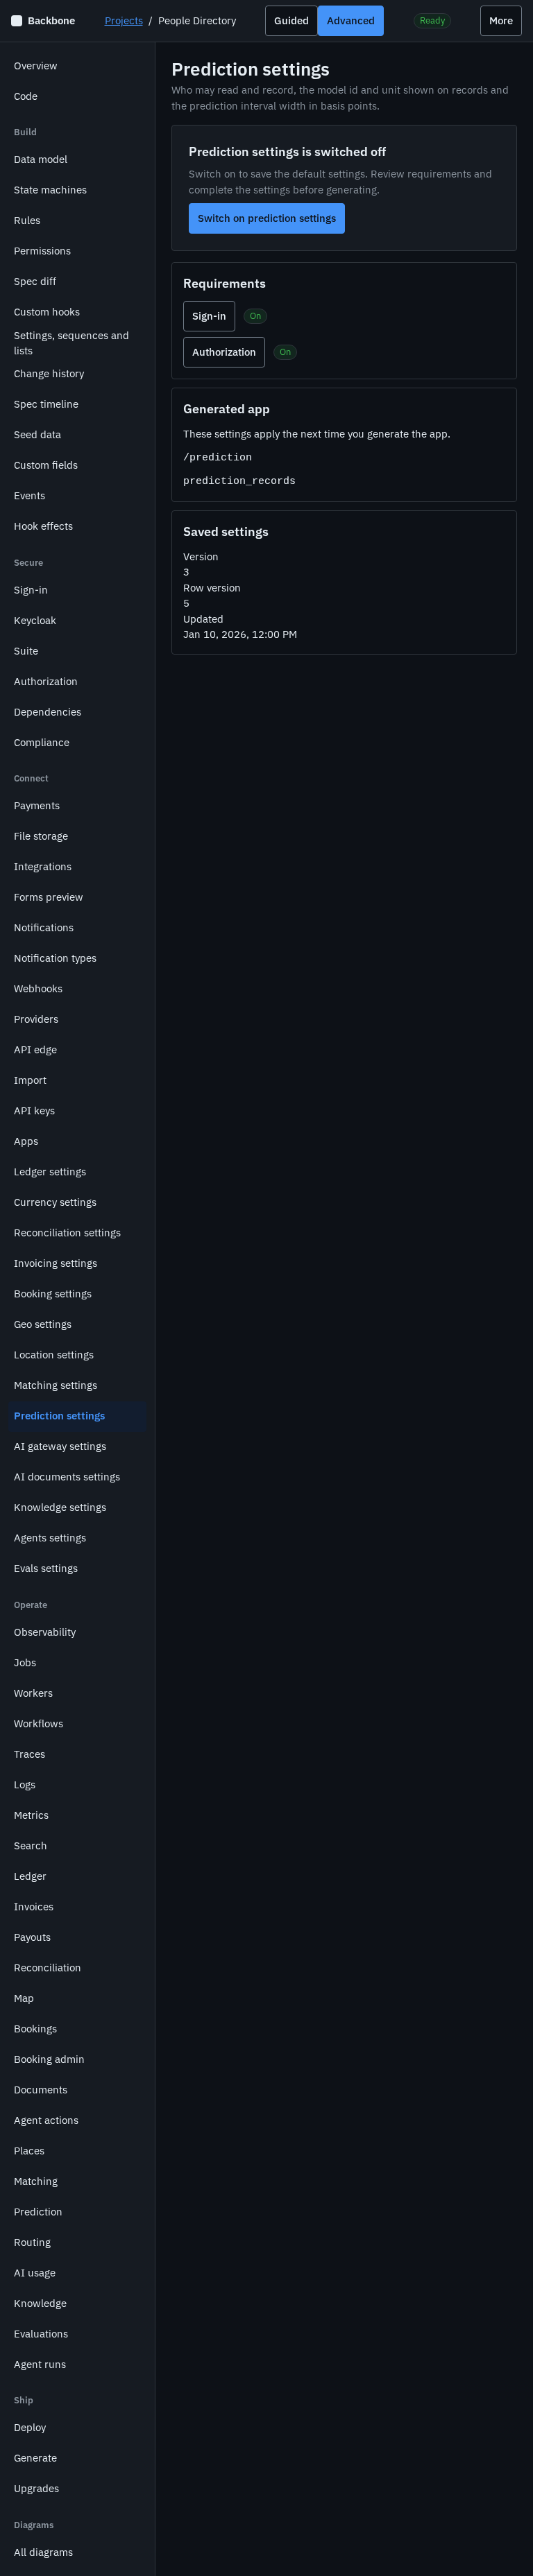 Backbone
Projects / People Directory
Guided
Advanced
Ready
More
Overview
Code
Build
Data model
State machines
Rules
Permissions
Spec diff
Custom hooks
Settings, sequences and
lists
Change history
Spec timeline
Seed data
Custom fields
Events
Hook effects
Secure
Sign-in
Keycloak
Suite
Authorization
Dependencies
Compliance
Connect
Payments
File storage
Integrations
Forms preview
Notifications
Notification types
Webhooks
Providers
API edge
Import
API keys
Apps
Ledger settings
Currency settings
Reconciliation settings
Invoicing settings
Booking settings
Geo settings
Location settings
Matching settings
Prediction settings
AI gateway settings
AI documents settings
Knowledge settings
Agents settings
Evals settings
Operate
Observability
Jobs
Workers
Workflows
Traces
Logs
Metrics
Search
Ledger
Invoices
Payouts
Reconciliation
Map
Bookings
Booking admin
Documents
Agent actions
Places
Matching
Prediction
Routing
AI usage
Knowledge
Evaluations
Agent runs
Ship
Deploy
Generate
Upgrades
Diagrams
All diagrams
Prediction settings
Who may read and record, the model id and unit shown on records and
the prediction interval width in basis points.
Prediction settings is switched off
Switch on to save the default settings. Review requirements and
complete the settings before generating.
Switch on prediction settings
Requirements
Sign-in On
Authorization On
Generated app
These settings apply the next time you generate the app.
/prediction
prediction_records
Saved settings
Version
3
Row version
5
Updated
Jan 10, 2026, 12:00 PM